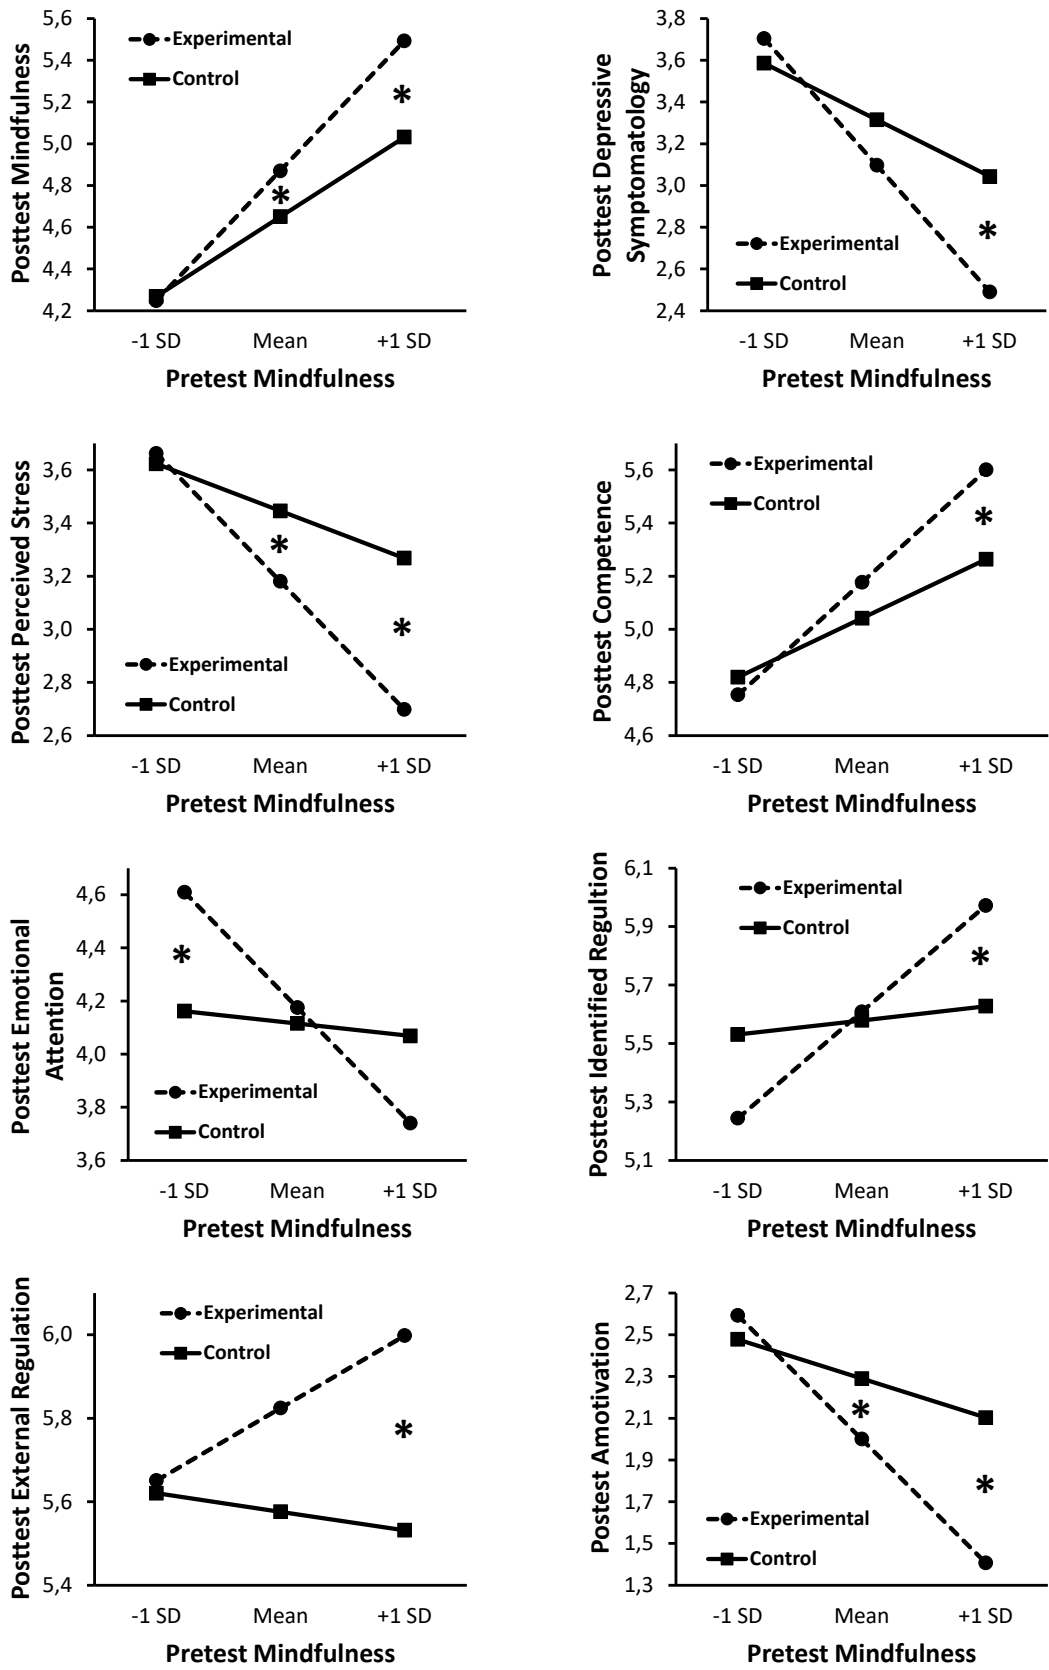 Posttest Mindfulness
5,6
5,4
5,2
5,0
4,8
4,6
4,4
4,2
Experimental
Control
*
*
-1 SD Mean +1 SD
Pretest Mindfulness
Posttest Depressive
Symptomatology
3,8
3,6
3,4
3,2
3,0
2,8
2,6
2,4
*
Experimental
Control
-1 SD Mean +1 SD
Pretest Mindfulness
Posttest Perceived Stress
3,6
3,4
3,2
3,0
2,8
2,6
*
*
Experimental
Control
-1 SD Mean +1 SD
Pretest Mindfulness
Posttest Competence
5,6
5,4
5,2
5,0
4,8
4,6
Experimental
Control
*
-1 SD Mean +1 SD
Pretest Mindfulness
Posttest Emotional
Attention
4,6
4,4
4,2
4,0
3,8
3,6
*
Experimental
Control
-1 SD Mean +1 SD
Pretest Mindfulness
Posttest Identified Regultion
6,1
5,9
5,7
5,5
5,3
5,1
Experimental
Control
*
-1 SD Mean +1 SD
Pretest Mindfulness
Posttest External Regulation
6,0
5,8
5,6
5,4
Experimental
Control
*
-1 SD Mean +1 SD
Pretest Mindfulness
Postest Amotivation
2,7
2,5
2,3
2,1
1,9
1,7
1,5
1,3
*
*
Experimental
Control
-1 SD Mean +1 SD
Pretest Mindfulness